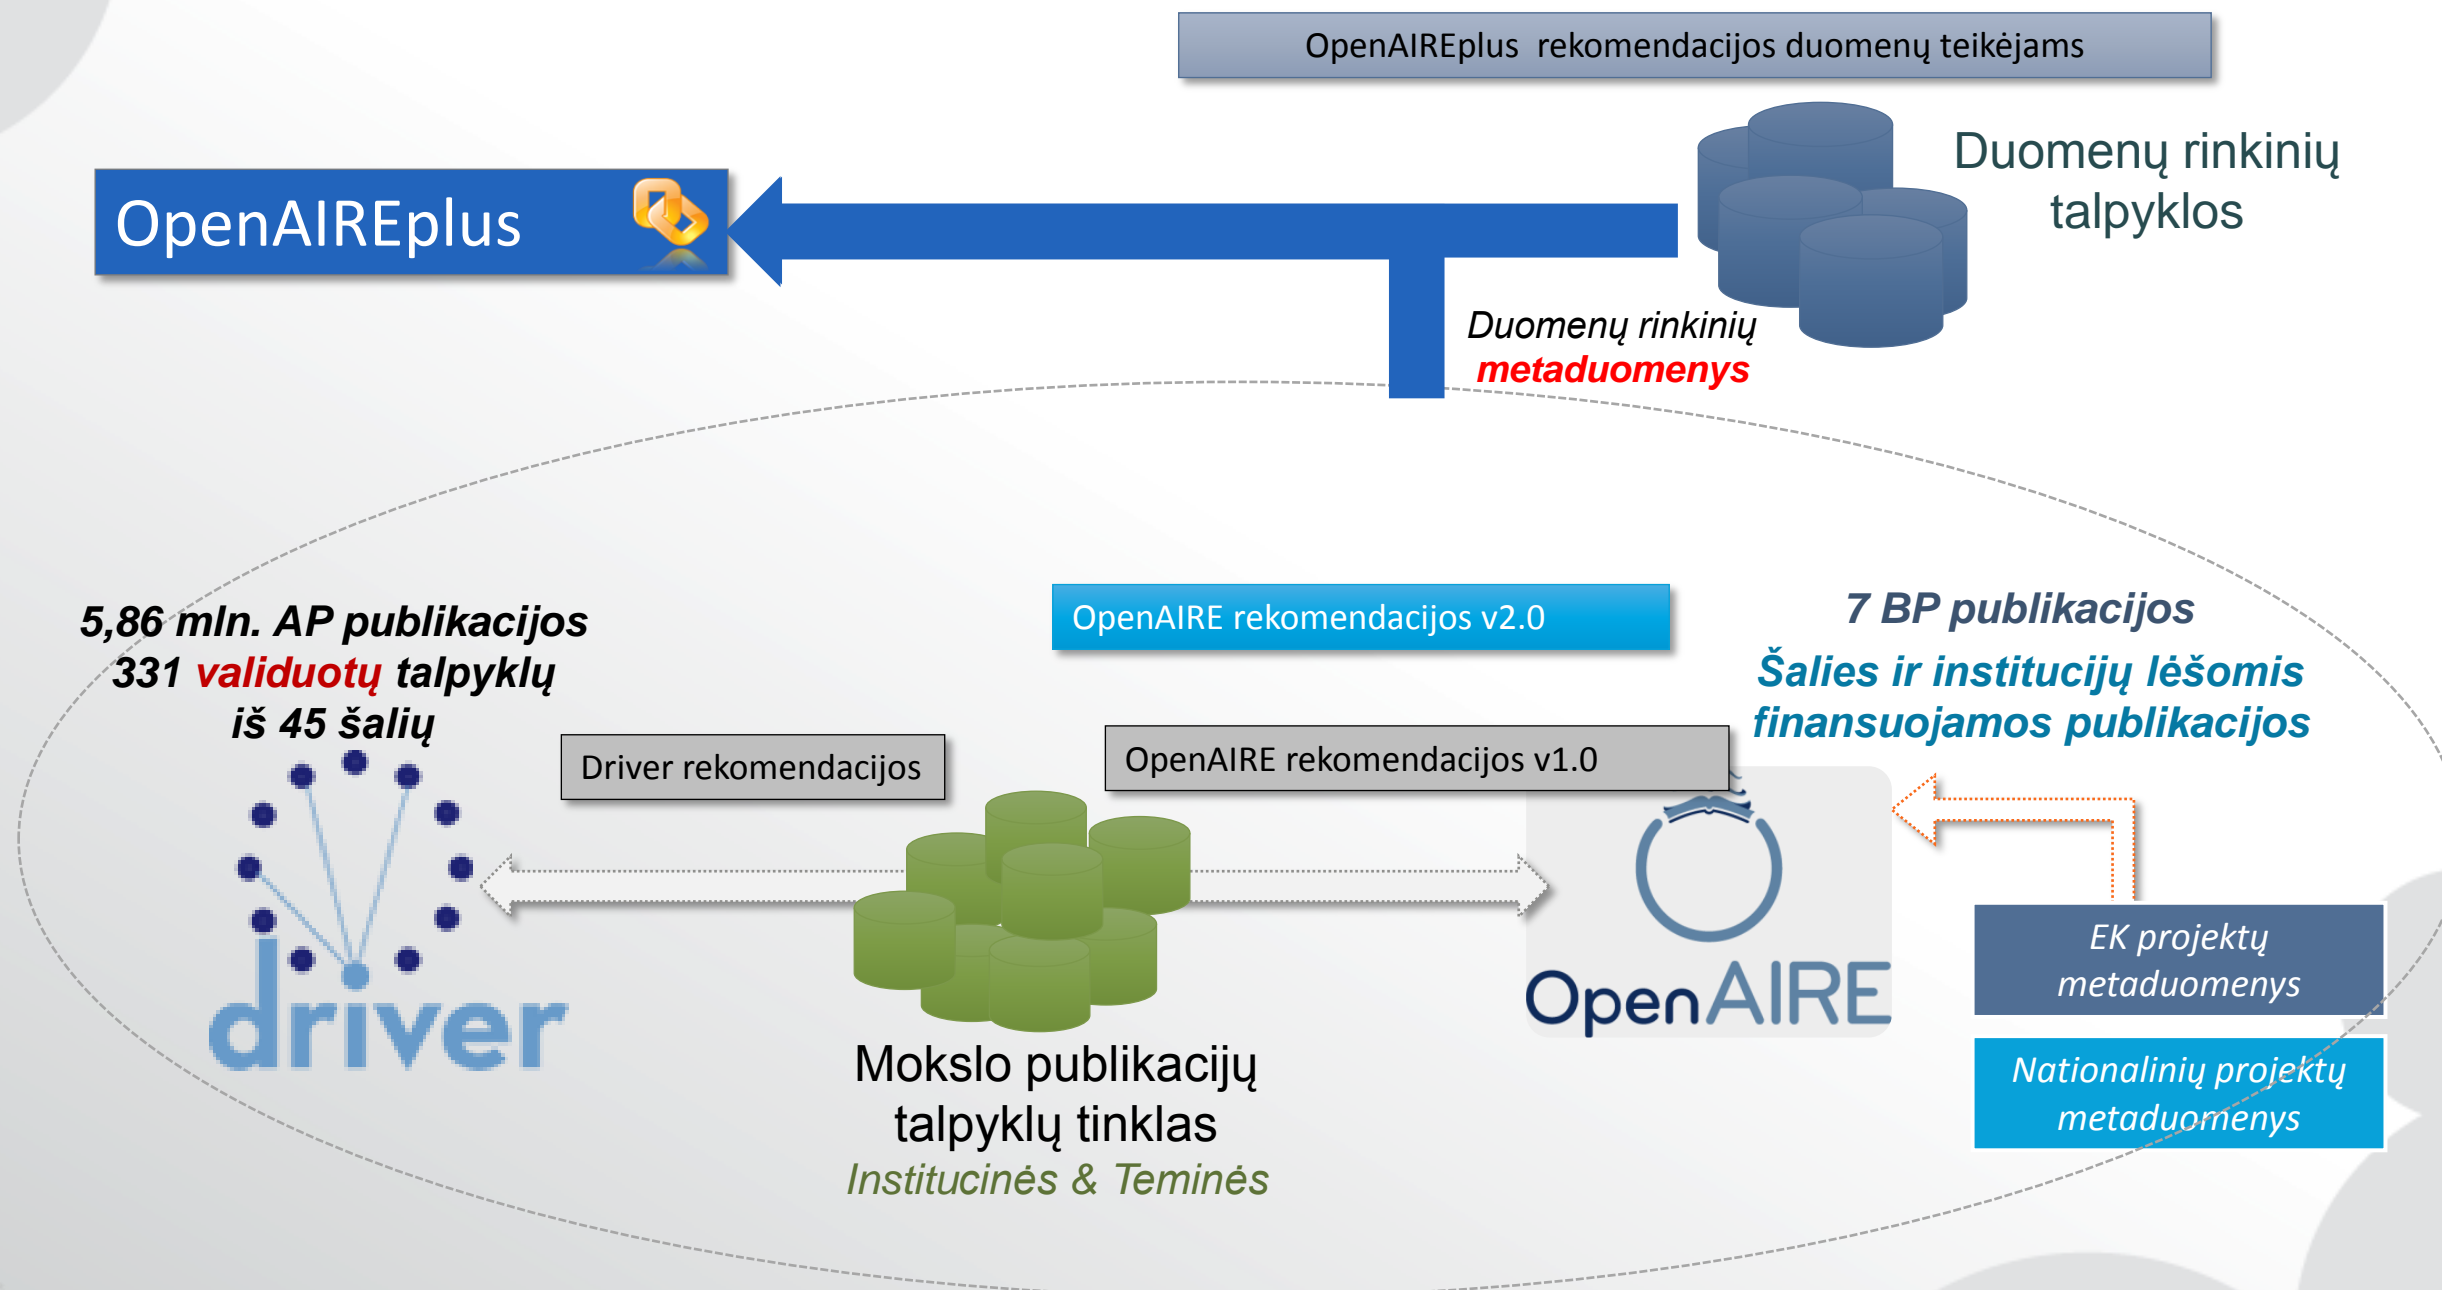 OpenAIREplus rekomendacijos duomenų teikėjams
Duomenų rinkinių
talpyklos
OpenAIREplus
Duomenų rinkinių
metaduomenys
5,86 mln. AP publikacijos
331 validuotų talpyklų
iš 45 šalių
OpenAIRE rekomendacijos v2.0
7 BP publikacijos
Šalies ir institucijų lėšomis
finansuojamos publikacijos
Driver rekomendacijos
OpenAIRE rekomendacijos v1.0
driver
OpenAIRE
EK projektų
metaduomenys
Nationalinių projektų
metaduomenys
Mokslo publikacijų
talpyklų tinklas
Institucinės & Teminės